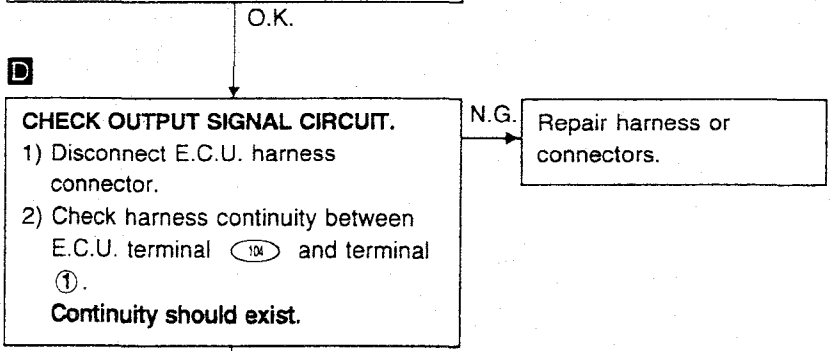 O.K.
D
CHECK OUTPUT SIGNAL CIRCUIT.
1) Disconnect E.C.U. harness
connector.
2) Check harness continuity between
E.C.U. terminal 104 and terminal
①.
Continuity should exist.
N.G.
Repair harness or
connectors.